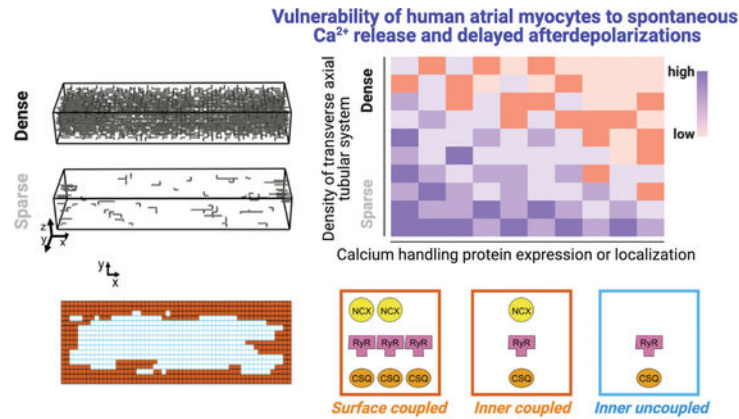 Vulnerability of human atrial myocytes to spontaneous
Ca²⁺ release and delayed afterdepolarizations
Dense
Sparse
z
y
x
Density of transverse axial
tubular system
Dense
Sparse
high
low
Calcium handling protein expression or localization
y
x
NCX NCX
RyR RyR RyR
CSQ CSQ CSQ
Surface coupled
NCX
RyR
CSQ
Inner coupled
RyR
CSQ
Inner uncoupled